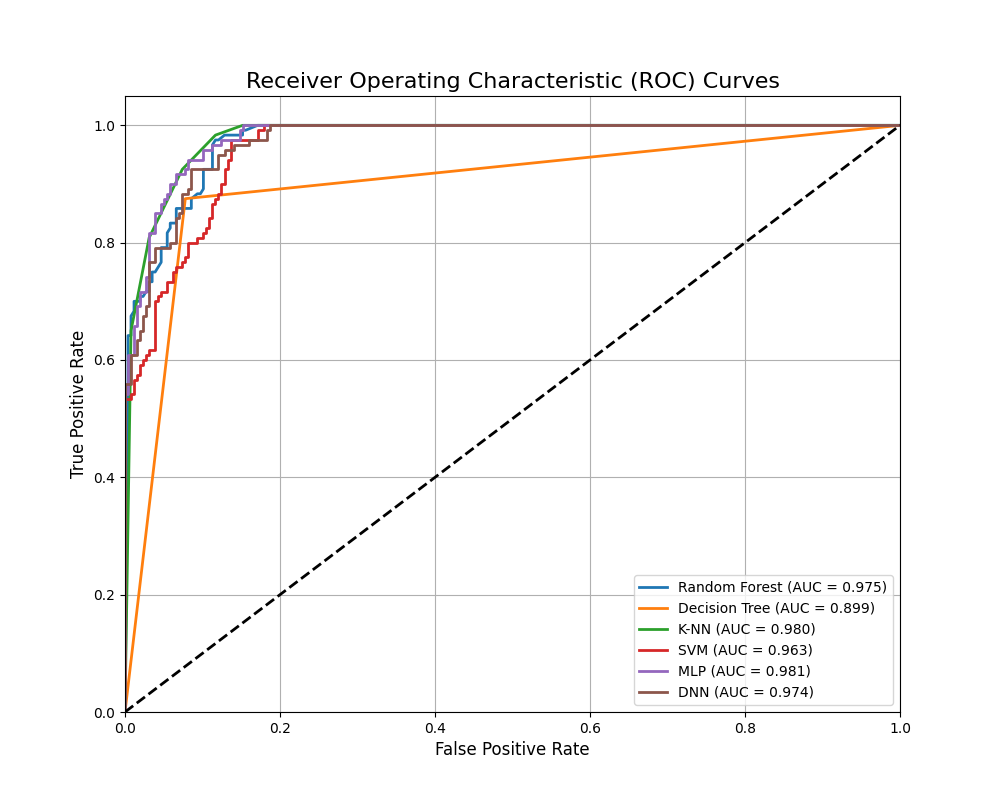 Receiver Operating Characteristic (ROC) Curves
1.0
0.8
0.6
0.4
0.2
0.0
True Positive Rate
0.0 0.2 0.4 0.6 0.8 1.0
False Positive Rate
Random Forest (AUC = 0.975)
Decision Tree (AUC = 0.899)
K-NN (AUC = 0.980)
SVM (AUC = 0.963)
MLP (AUC = 0.981)
DNN (AUC = 0.974)